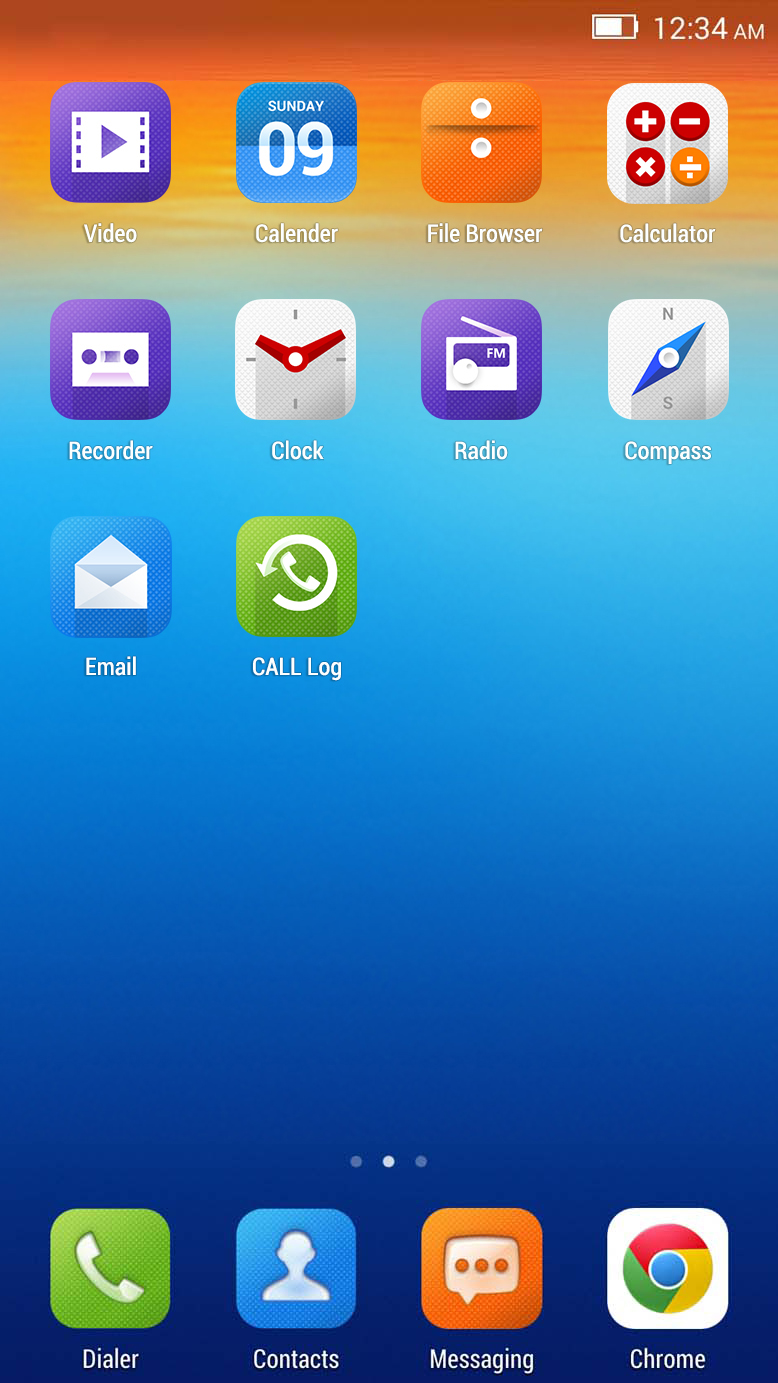 12:34 AM
SUNDAY
09
Video
Calender
File Browser
Calculator
FM
N
S
Recorder
Clock
Radio
Compass
Email
CALL Log
Dialer
Contacts
Messaging
Chrome